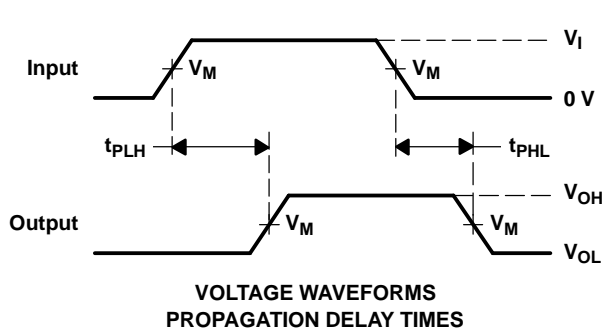 V_I
Input
V_M
V_M
0 V
t_PLH
t_PHL
V_OH
Output
V_M
V_M
V_OL
VOLTAGE WAVEFORMS
PROPAGATION DELAY TIMES